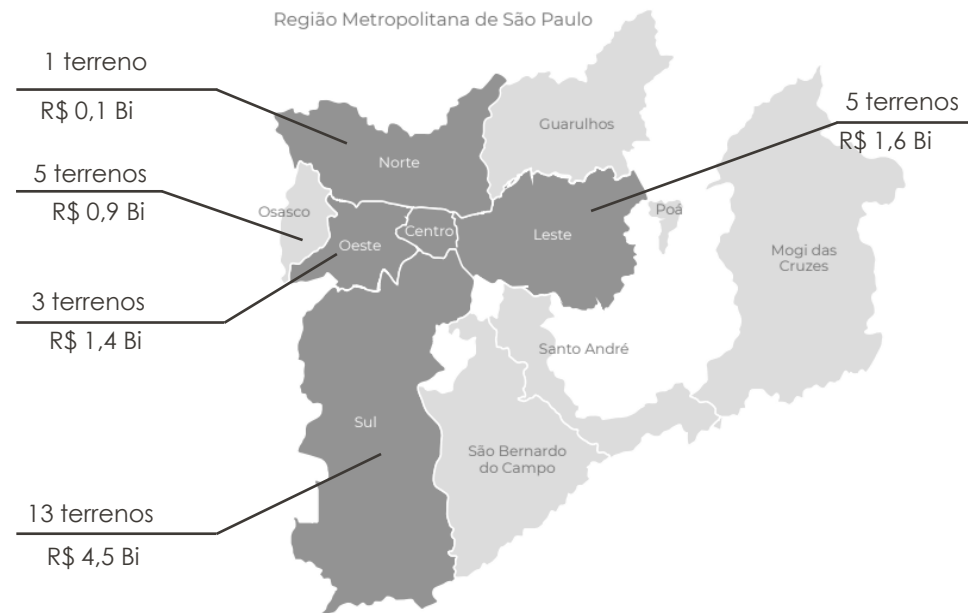 Região Metropolitana de São Paulo
1 terreno
R$ 0,1 Bi
5 terrenos
R$ 1,6 Bi
Guarulhos
Norte
5 terrenos
R$ 0,9 Bi
Osasco
Poá
Oeste
Centro
Leste
Mogi das
Cruzes
3 terrenos
R$ 1,4 Bi
Santo André
Sul
São Bernardo
do Campo
13 terrenos
R$ 4,5 Bi